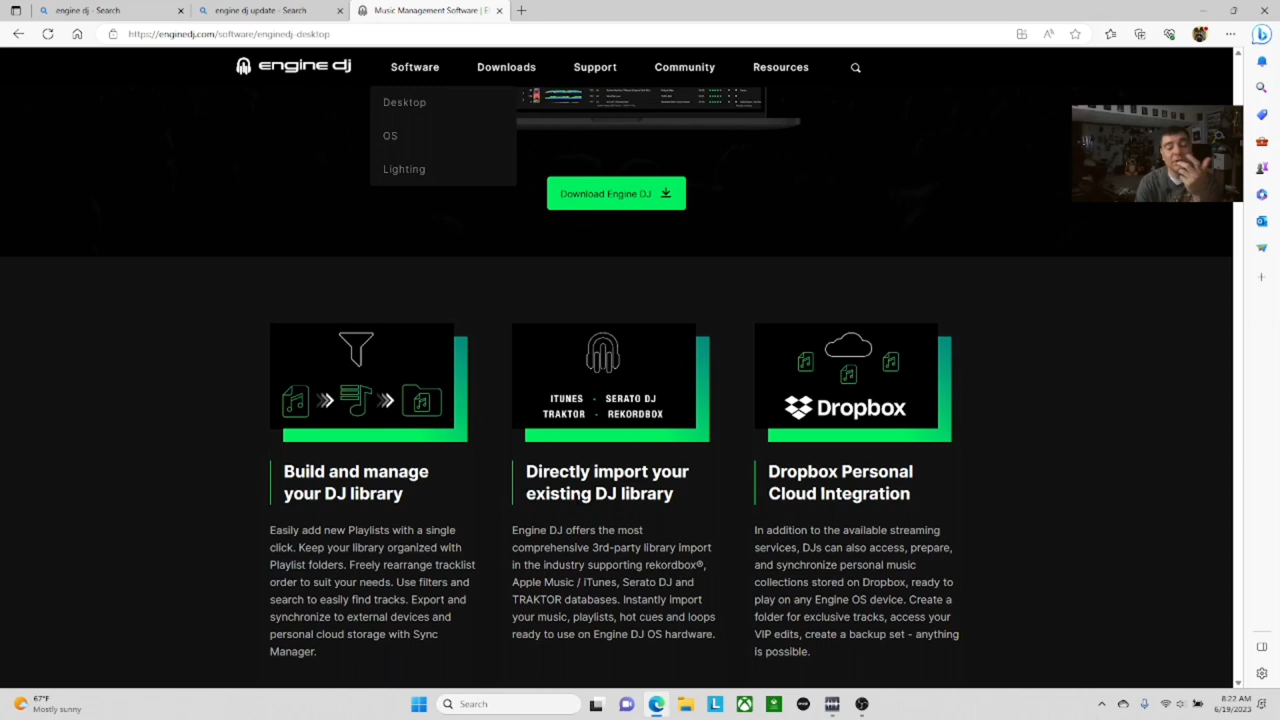 engine dj - Search
engine dj update - Search
Music Management Software | E
https://enginedj.com/software/enginedj-desktop
engine dj
Software
Downloads
Support
Community
Resources
Desktop
OS
Lighting
Download Engine DJ
ITUNES - SERATO DJ
TRAKTOR - REKORDBOX
Dropbox
Build and manage
your DJ library
Easily add new Playlists with a single
click. Keep your library organized with
Playlist folders. Freely rearrange tracklist
order to suit your needs. Use filters and
search to easily find tracks. Export and
synchronize to external devices and
personal cloud storage with Sync
Manager.
Directly import your
existing DJ library
Engine DJ offers the most
comprehensive 3rd-party library import
in the industry supporting rekordbox®,
Apple Music / iTunes, Serato DJ and
TRAKTOR databases. Instantly import
your music, playlists, hot cues and loops
ready to use on Engine DJ OS hardware.
Dropbox Personal
Cloud Integration
In addition to the available streaming
services, DJs can also access, prepare,
and synchronize personal music
collections stored on Dropbox, ready to
play on any Engine OS device. Create a
folder for exclusive tracks, access your
VIP edits, create a backup set - anything
is possible.
67°F
Mostly sunny
Search
8:22 AM
6/19/2023